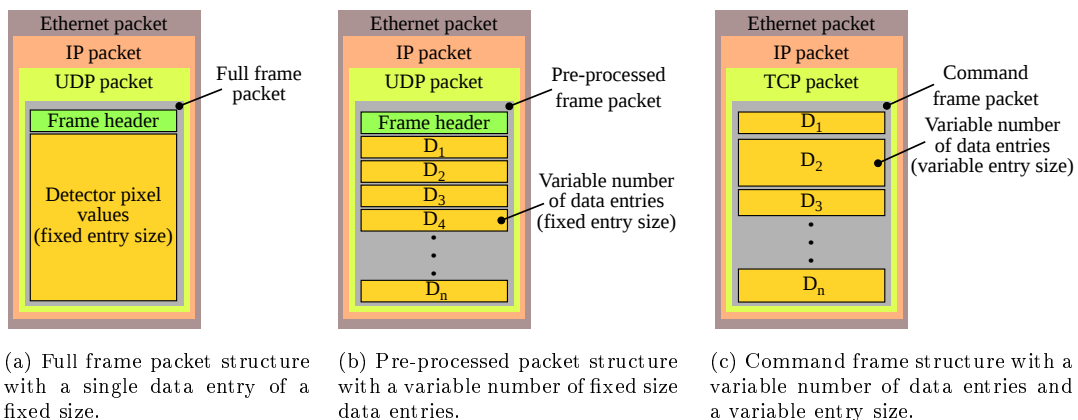 Ethernet packet
IP packet
UDP packet
Full frame
packet
Frame header
Detector pixel
values
(fixed entry size)
(a) Full frame packet structure
with a single data entry of a
fixed size.
Ethernet packet
IP packet
UDP packet
Pre-processed
frame packet
Frame header
D1
D2
D3
D4
Variable number
of data entries
(fixed entry size)
Dn
(b) Pre-processed packet structure
with a variable number of fixed size
data entries.
Ethernet packet
IP packet
TCP packet
Command
frame packet
D1
Variable number
of data entries
(variable entry size)
D2
D3
Dn
(c) Command frame structure with a
variable number of data entries and
a variable entry size.